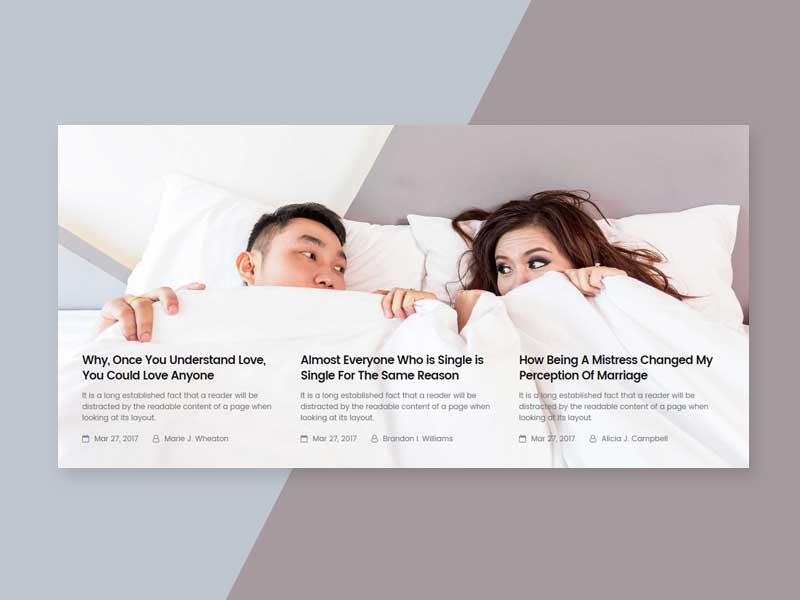 Why, Once You Understand Love,
You Could Love Anyone
It is a long established fact that a reader will be
distracted by the readable content of a page when
looking at its layout.
Mar 27, 2017 Marie J. Wheaton
Almost Everyone Who is Single is
Single For The Same Reason
It is a long established fact that a reader will be
distracted by the readable content of a page when
looking at its layout.
Mar 27, 2017 Brandon I. Williams
How Being A Mistress Changed My
Perception Of Marriage
It is a long established fact that a reader will be
distracted by the readable content of a page when
looking at its layout.
Mar 27, 2017 Alicia J. Campbell